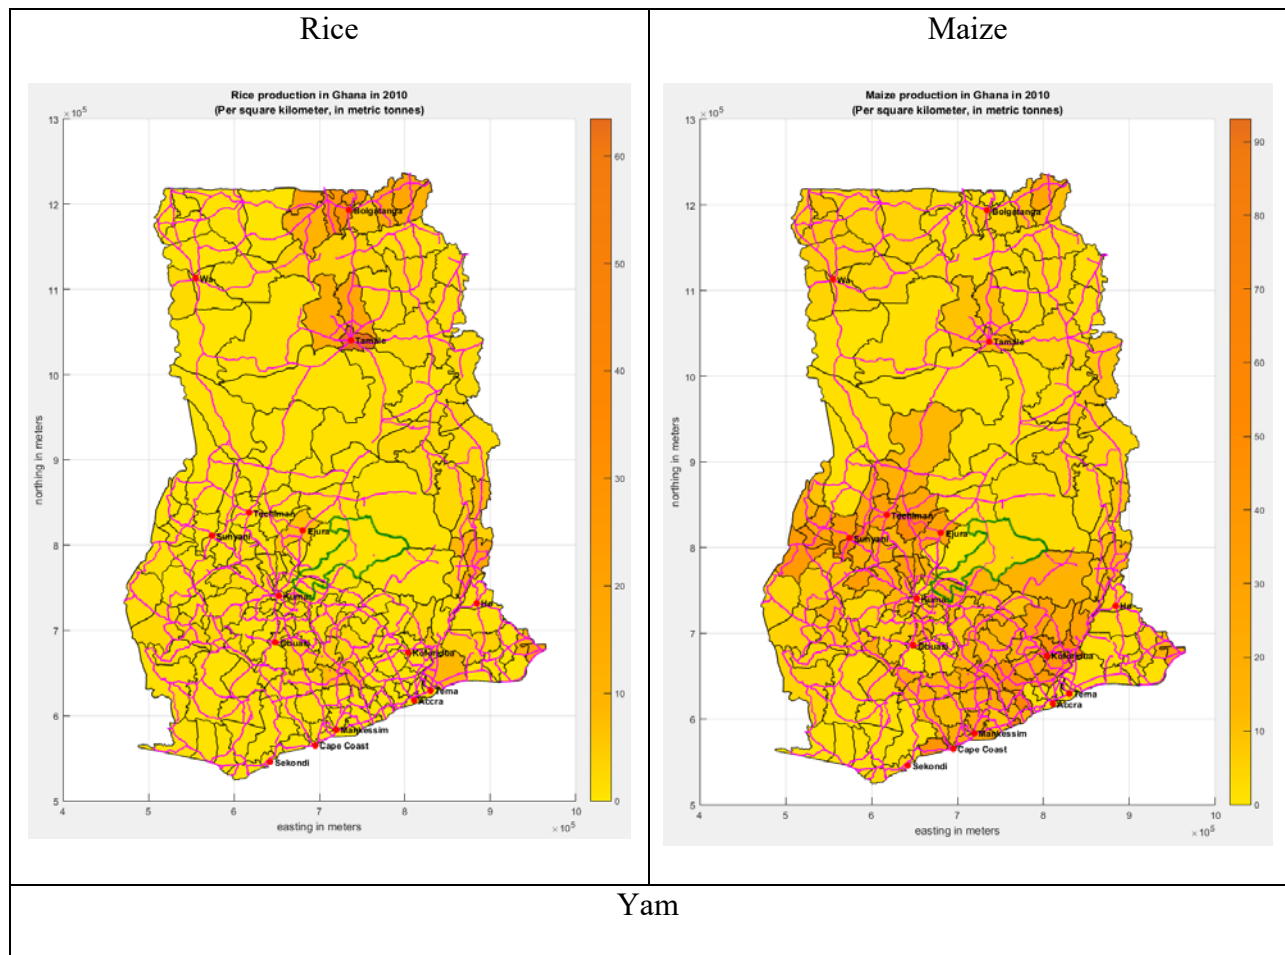 Rice
Maize
Rice production in Ghana in 2010
(Per square kilometer, in metric tonnes)
×10⁵
13
12
11
10
9
8
7
6
5
4
5
6
7
8
9
10
×10⁵
northing in meters
easting in meters
Bolgatanga
Wa
Tamale
Techiman
Ejura
Sunyani
Kumasi
Ho
Obuasi
Koforidua
Tema
Accra
Mankessim
Cape Coast
Sekondi
60
50
40
30
20
10
0
Maize production in Ghana in 2010
(Per square kilometer, in metric tonnes)
×10⁵
13
12
11
10
9
8
7
6
5
4
5
6
7
8
9
10
×10⁵
northing in meters
easting in meters
Bolgatanga
Wa
Tamale
Techiman
Ejura
Sunyani
Kumasi
Ho
Obuasi
Koforidua
Tema
Accra
Mankessim
Cape Coast
Sekondi
90
80
70
60
50
40
30
20
10
0
Yam